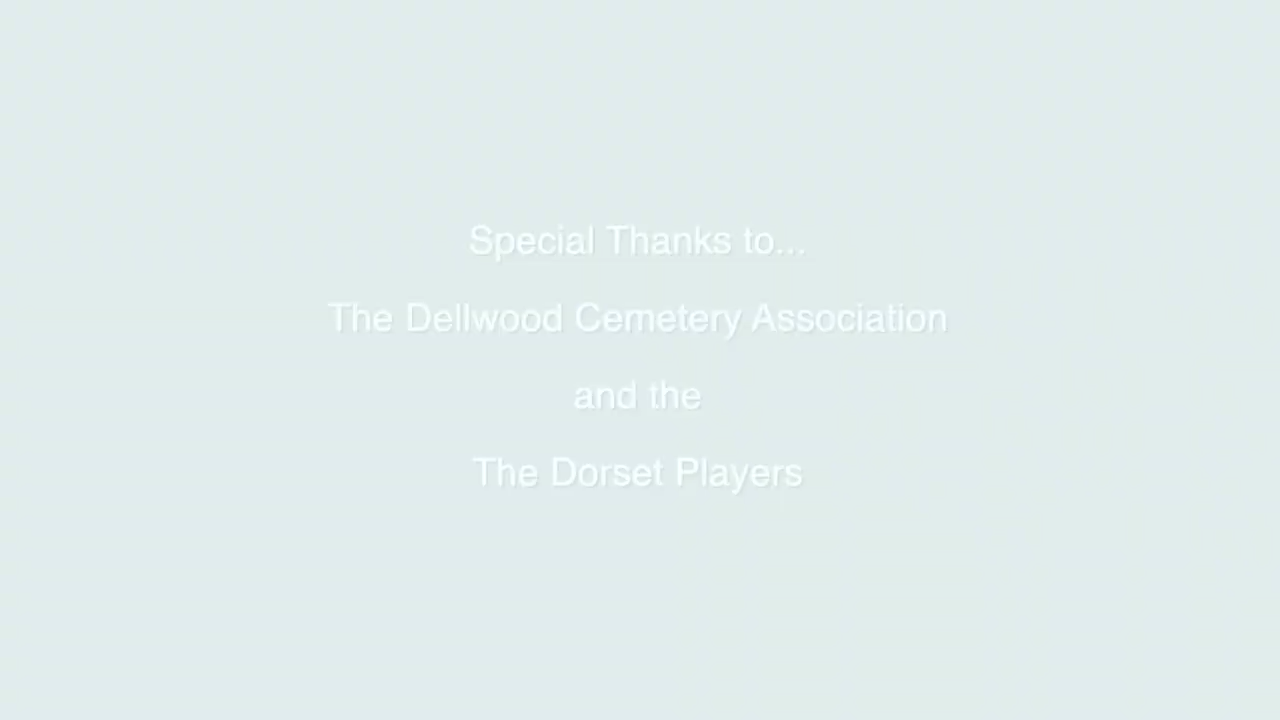 Special Thanks to...
The Dellwood Cemetery Association
and the
The Dorset Players